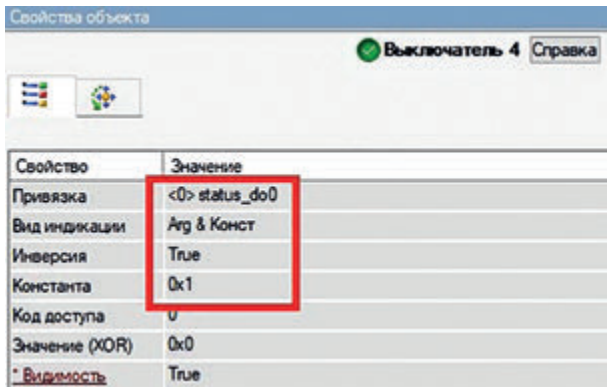 Свойства объекта
Выключатель 4 Справка
Свойство Значение
Привязка <0> status_do0
Вид индикации Arg & Конст
Инверсия True
Константа 0x1
Код доступа 0
Значение (XOR) 0x0
* Видимость True